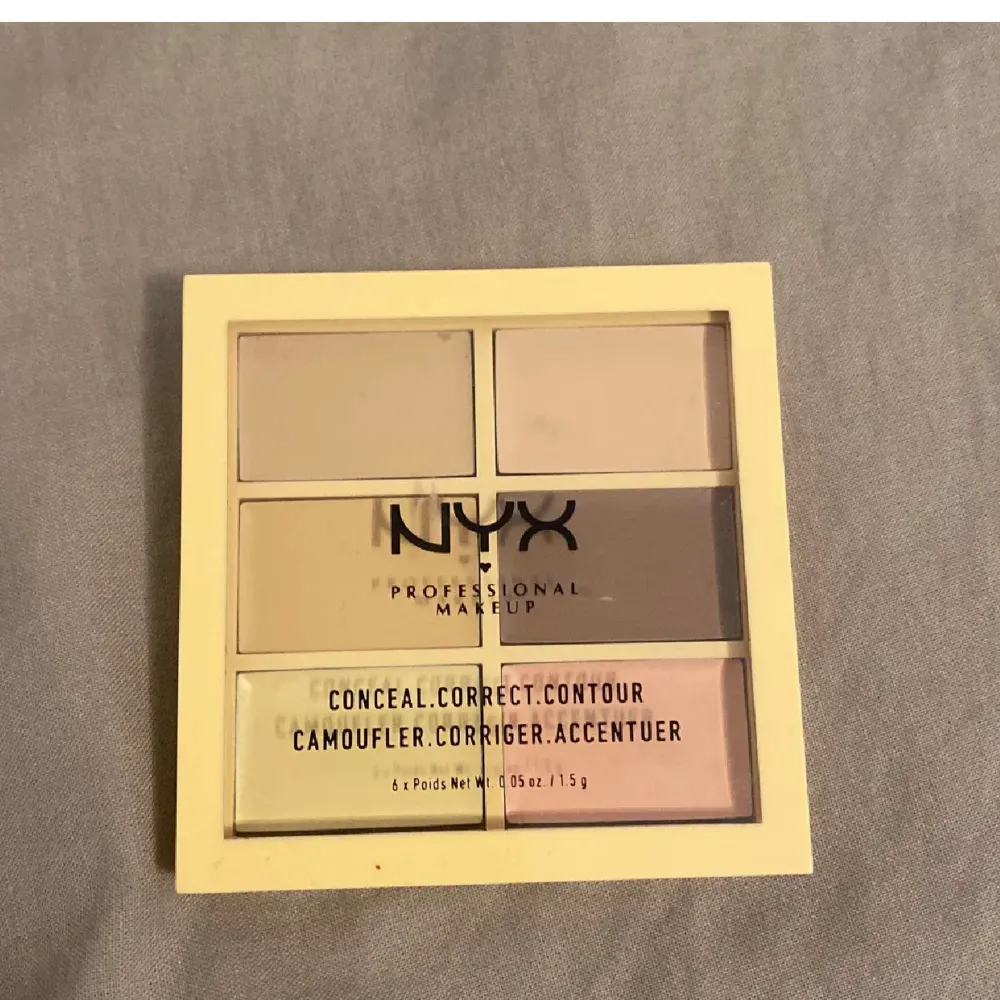 NYX
PROFESSIONAL
MAKEUP
CONCEAL.CORRECT.CONTOUR
CAMOUFLER.CORRIGER.ACCENTUER
6 x Poids Net Wt. 0.05 oz. / 1.5 g